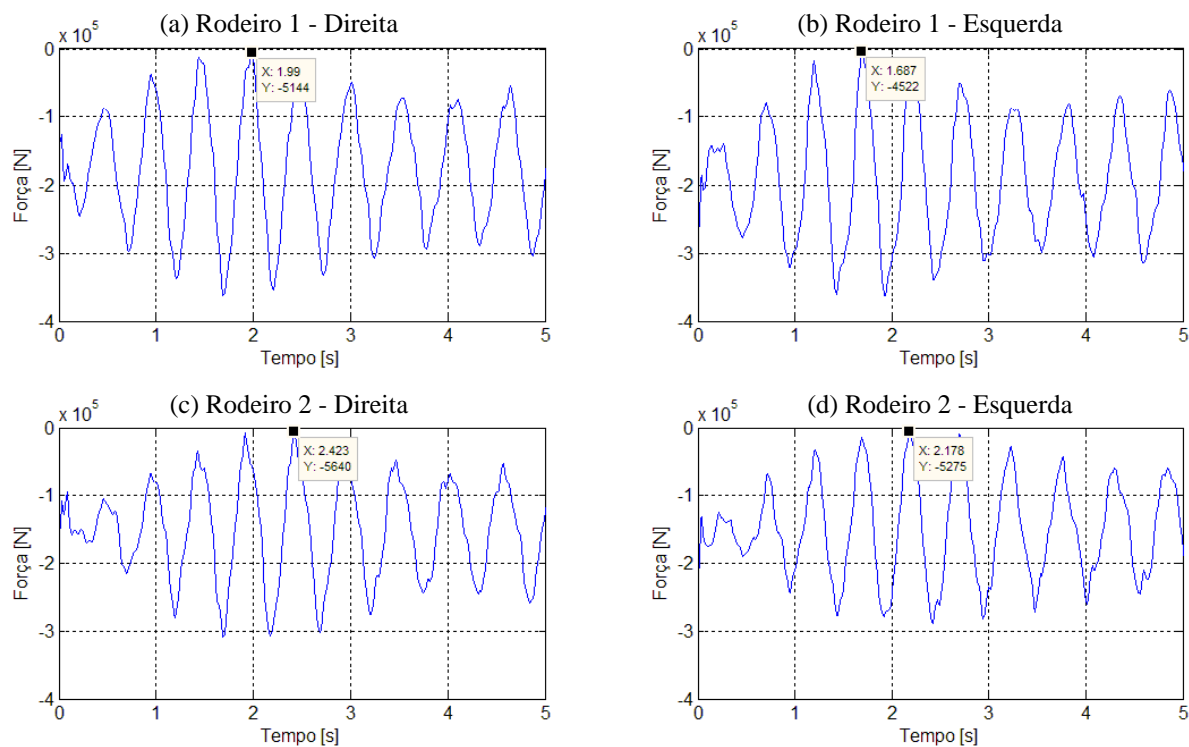 (a) Rodeiro 1 - Direita
x 10^5
0
-1
-2
-3
-4
Força [N]
X: 1.99
Y: -5144
0 1 2 3 4 5
Tempo [s]
(b) Rodeiro 1 - Esquerda
x 10^5
0
-1
-2
-3
-4
Força [N]
X: 1.687
Y: -4522
0 1 2 3 4 5
Tempo [s]
(c) Rodeiro 2 - Direita
x 10^5
0
-1
-2
-3
-4
Força [N]
X: 2.423
Y: -5640
0 1 2 3 4 5
Tempo [s]
(d) Rodeiro 2 - Esquerda
x 10^5
0
-1
-2
-3
-4
Força [N]
X: 2.178
Y: -5275
0 1 2 3 4 5
Tempo [s]